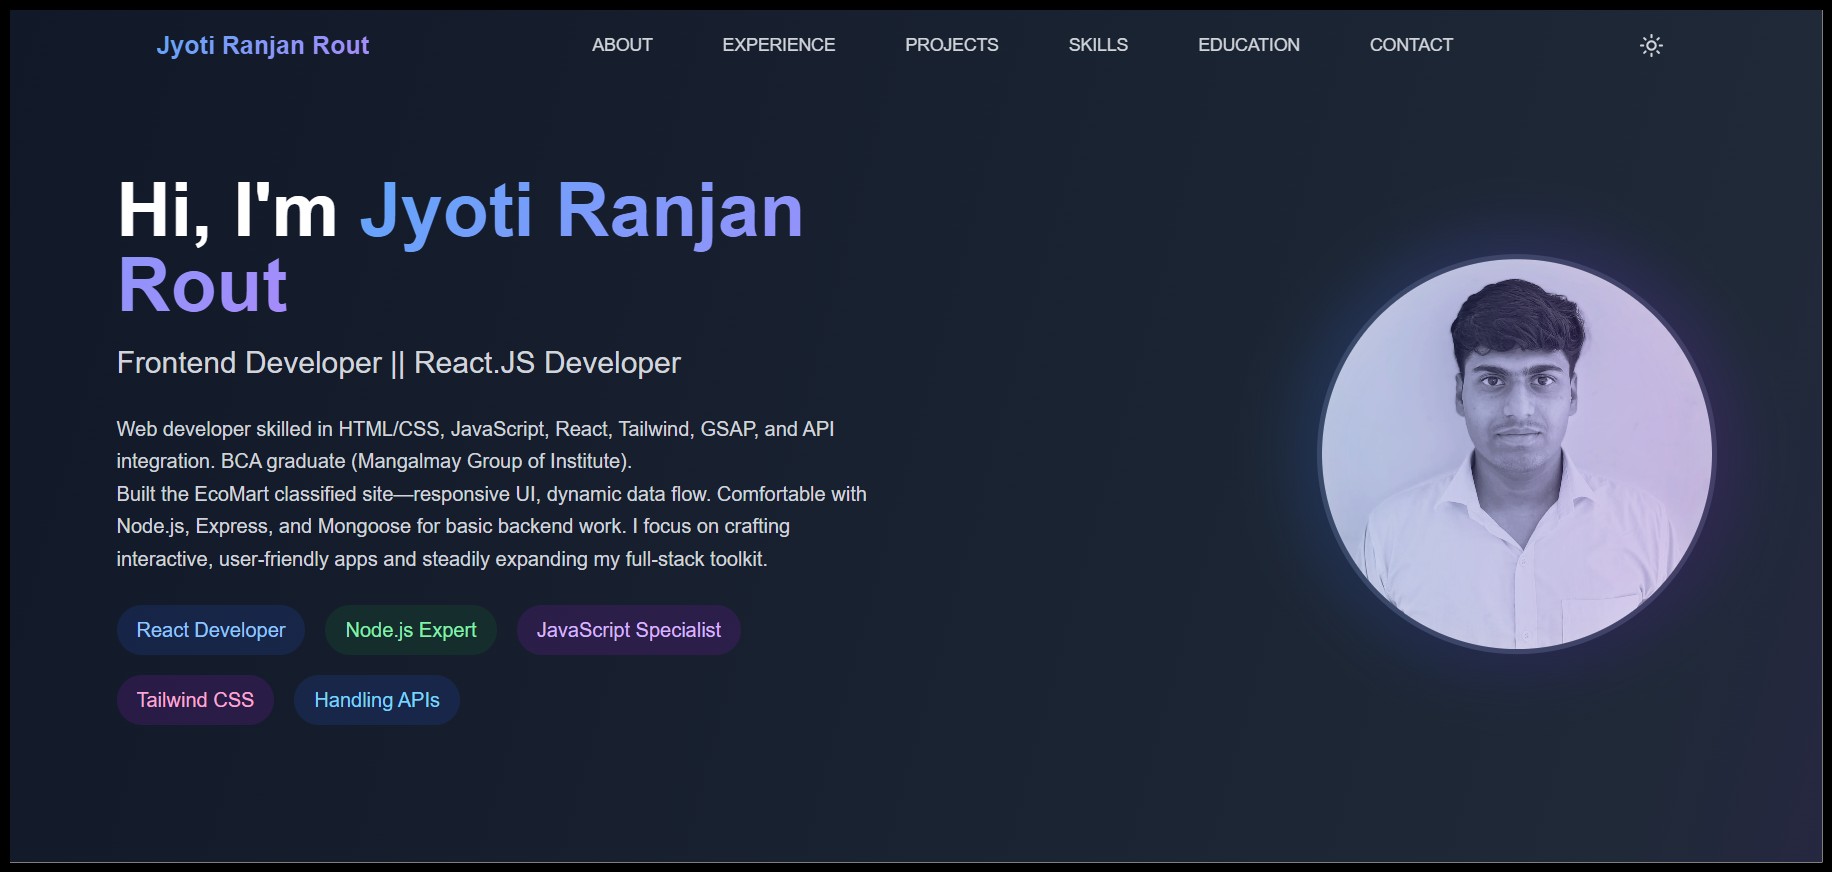 Jyoti Ranjan Rout
ABOUT
EXPERIENCE
PROJECTS
SKILLS
EDUCATION
CONTACT
Hi, I'm Jyoti Ranjan
Rout
Frontend Developer || React.JS Developer
Web developer skilled in HTML/CSS, JavaScript, React, Tailwind, GSAP, and API
integration. BCA graduate (Mangalmay Group of Institute).
Built the EcoMart classified site—responsive UI, dynamic data flow. Comfortable with
Node.js, Express, and Mongoose for basic backend work. I focus on crafting
interactive, user-friendly apps and steadily expanding my full-stack toolkit.
React Developer
Node.js Expert
JavaScript Specialist
Tailwind CSS
Handling APIs